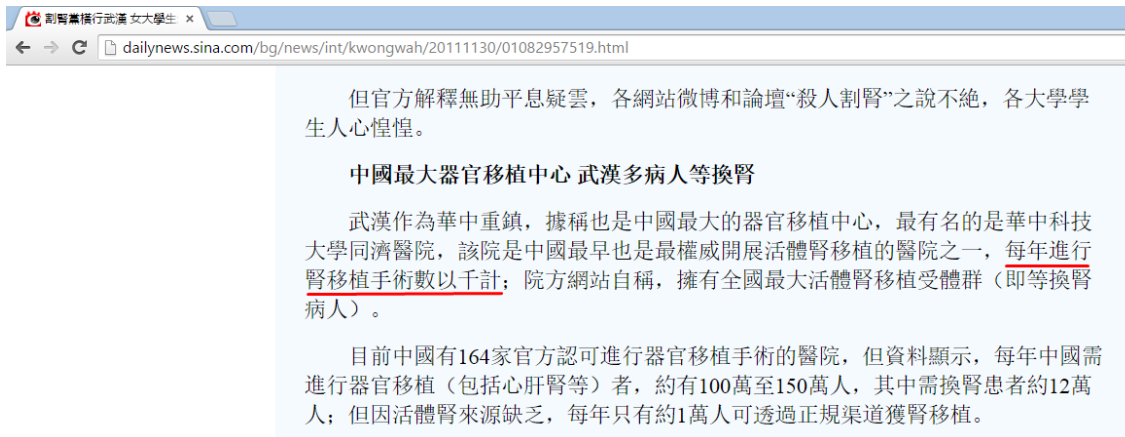 割腎黨橫行武漢 女大學生
dailynews.sina.com/bg/news/int/kwongwah/20111130/01082957519.html
但官方解釋無助平息疑雲，各網站微博和論壇“殺人割腎”之說不絶，各大學學
生人心惶惶。
中國最大器官移植中心 武漢多病人等換腎
武漢作為華中重鎮，據稱也是中國最大的器官移植中心，最有名的是華中科技
大學同濟醫院，該院是中國最早也是最權威開展活體腎移植的醫院之一，每年進行
腎移植手術數以千計；院方網站自稱，擁有全國最大活體腎移植受體群（即等換腎
病人）。
目前中國有164家官方認可進行器官移植手術的醫院，但資料顯示，每年中國需
進行器官移植（包括心肝腎等）者，約有100萬至150萬人，其中需換腎患者約12萬
人；但因活體腎來源缺乏，每年只有約1萬人可透過正規渠道獲腎移植。